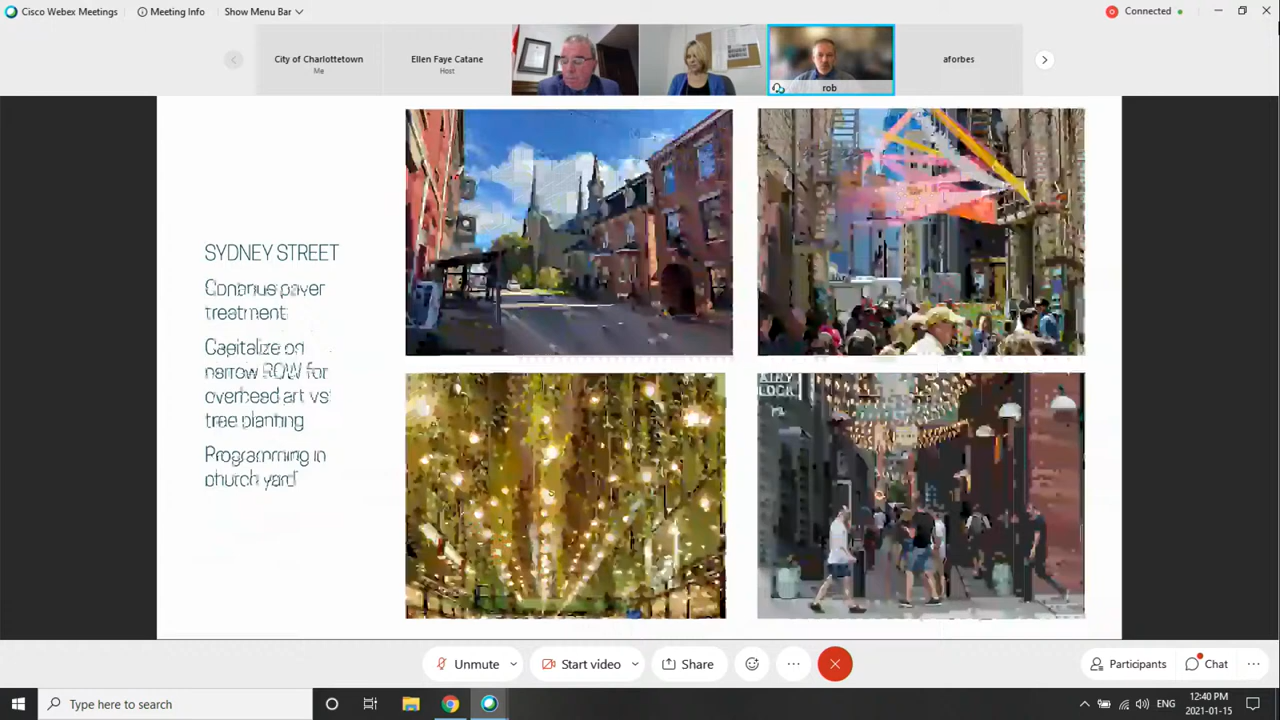 Cisco Webex Meetings
Meeting Info
Show Menu Bar
Connected
City of Charlottetown
Me
Ellen Faye Catane
Host
rob
aforbes
SYDNEY STREET
Continue paver
treatment
Capitalize on
narrow ROW for
overhead art vs
tree planting
Programming in
church yard
DAIRY
BLOCK
Unmute
Start video
Share
Participants
Chat
Type here to search
ENG
12:40 PM
2021-01-15